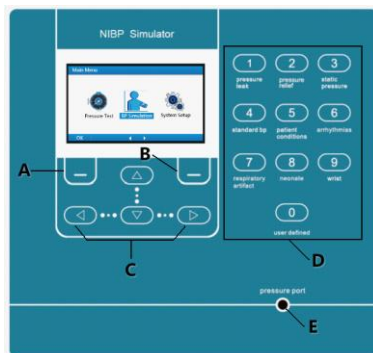 NIBP Simulator
Main Menu
Pressure Test
BP Simulation
System Setup
OK
A
B
C
1
2
3
pressure
leak
pressure
relief
static
pressure
4
5
6
standard bp
patient
conditions
arrhythmias
7
8
9
respiratory
artifact
neonate
wrist
0
user defined
D
pressure port
E